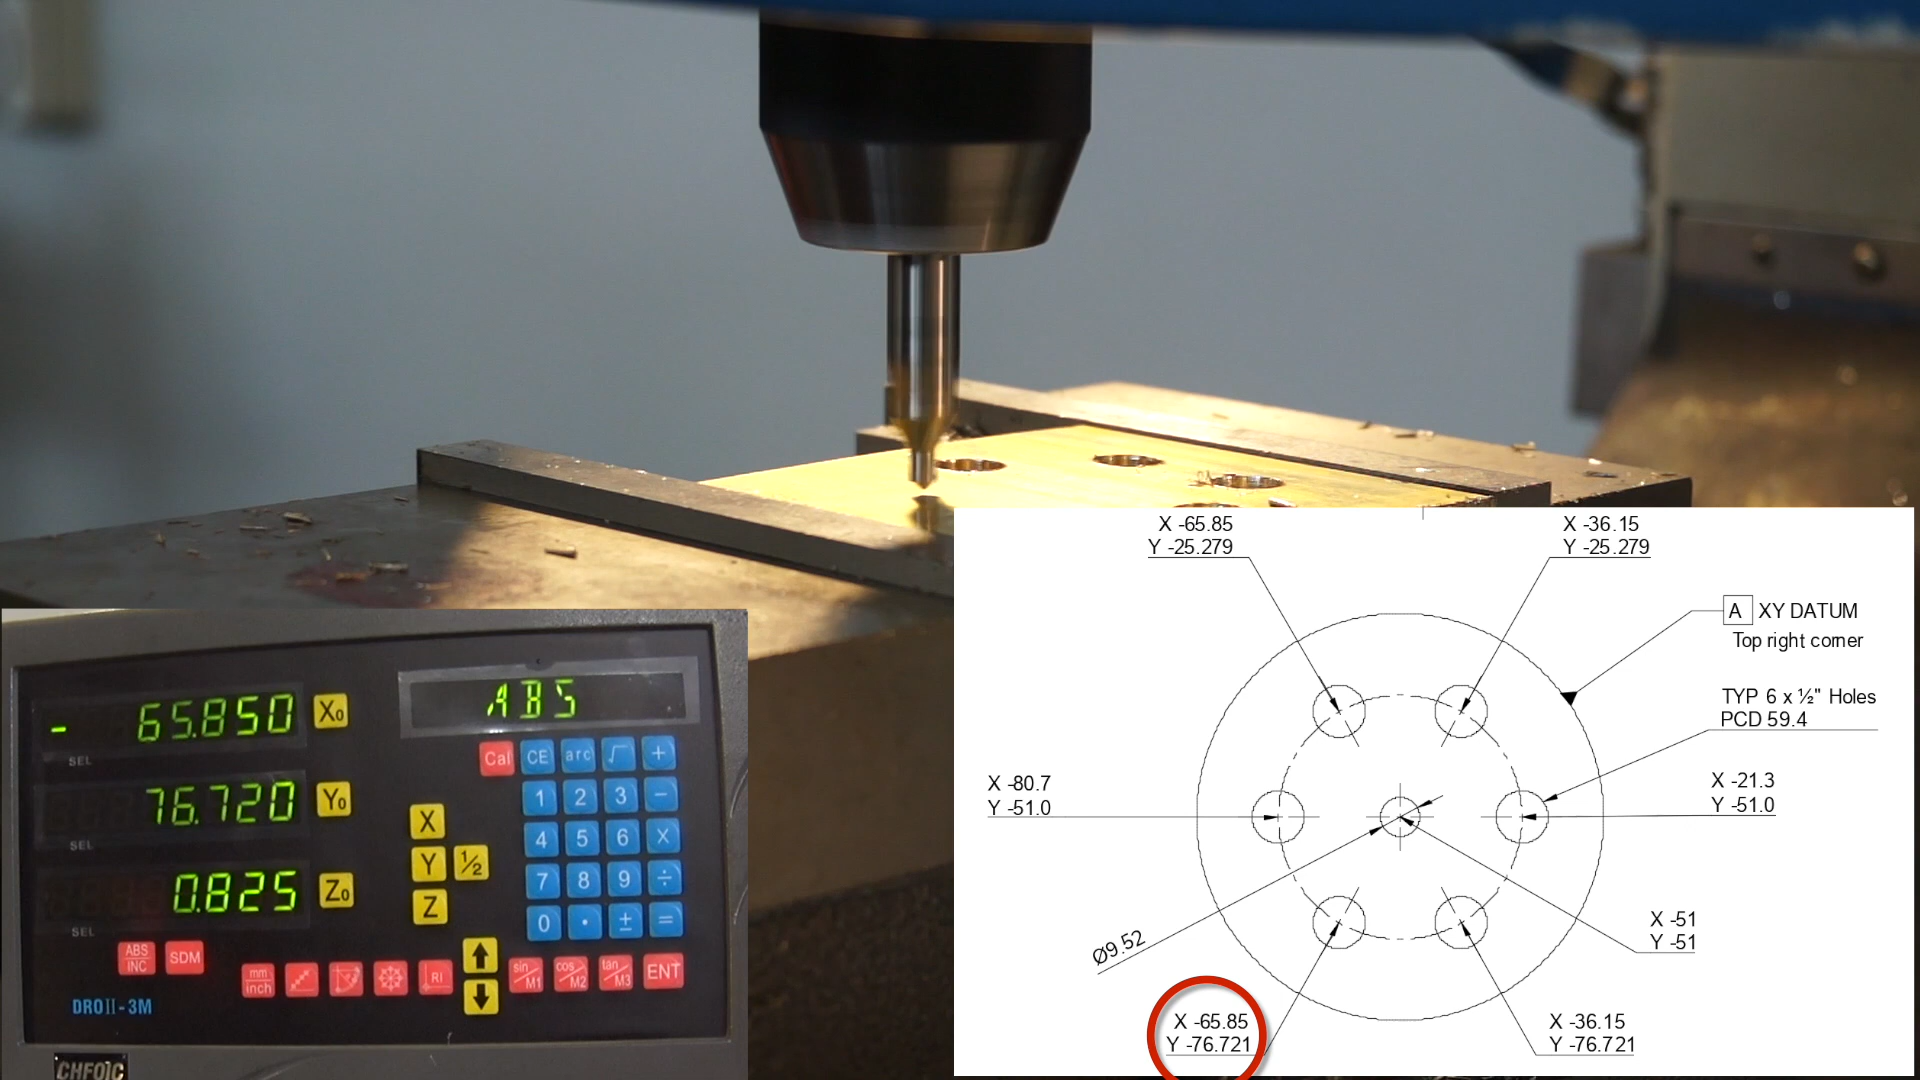 X -65.85
Y -25.279
X -36.15
Y -25.279
A XY DATUM
Top right corner
TYP 6 x ½" Holes
PCD 59.4
X -80.7
Y -51.0
X -21.3
Y -51.0
Ø9.52
X -51
Y -51
X -65.85
Y -76.721
X -36.15
Y -76.721
- 65.850 X₀
SEL
76.720 Y₀
SEL
0.825 Z₀
SEL
ABS
Cal CE arc √ +
1 2 3 −
X
4 5 6 X
Y ½
7 8 9 ÷
Z
0 . ± =
ABS/INC SDM
mm/inch RI sin/M1 cos/M2 tan/M3 ENT
DROII-3M